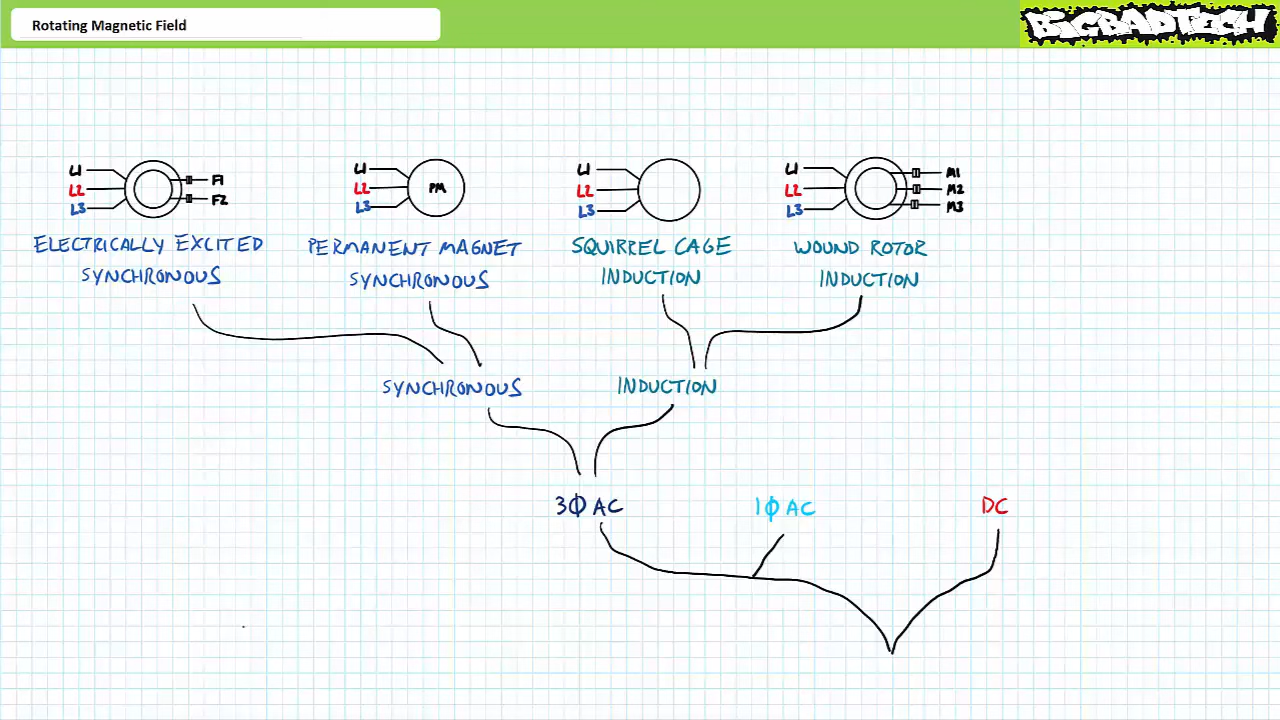 Rotating Magnetic Field
BIGBADTECH
L1
L2
L3
F1
F2
L1
L2
L3
PM
L1
L2
L3
L1
L2
L3
M1
M2
M3
ELECTRICALLY EXCITED
SYNCHRONOUS
PERMANENT MAGNET
SYNCHRONOUS
SQUIRREL CAGE
INDUCTION
WOUND ROTOR
INDUCTION
SYNCHRONOUS
INDUCTION
3Φ AC
1Φ AC
DC